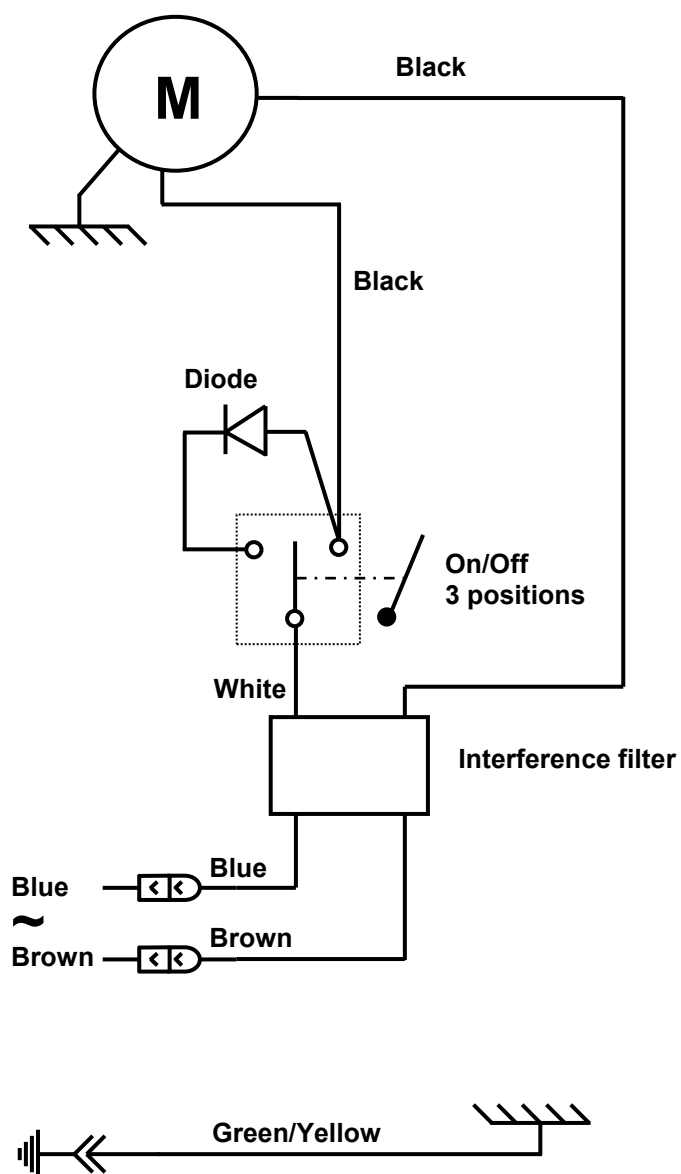 M
Black
Black
Diode
On/Off
3 positions
White
Interference filter
Blue
Blue
~
Brown
Brown
Green/Yellow